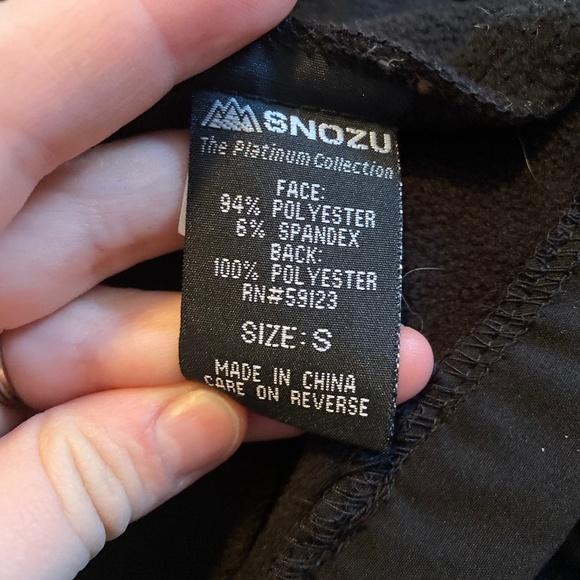 SNOZU
The Platinum Collection
FACE:
94% POLYESTER
6% SPANDEX
BACK:
100% POLYESTER
RN#59123
SIZE: S
MADE IN CHINA
CARE ON REVERSE